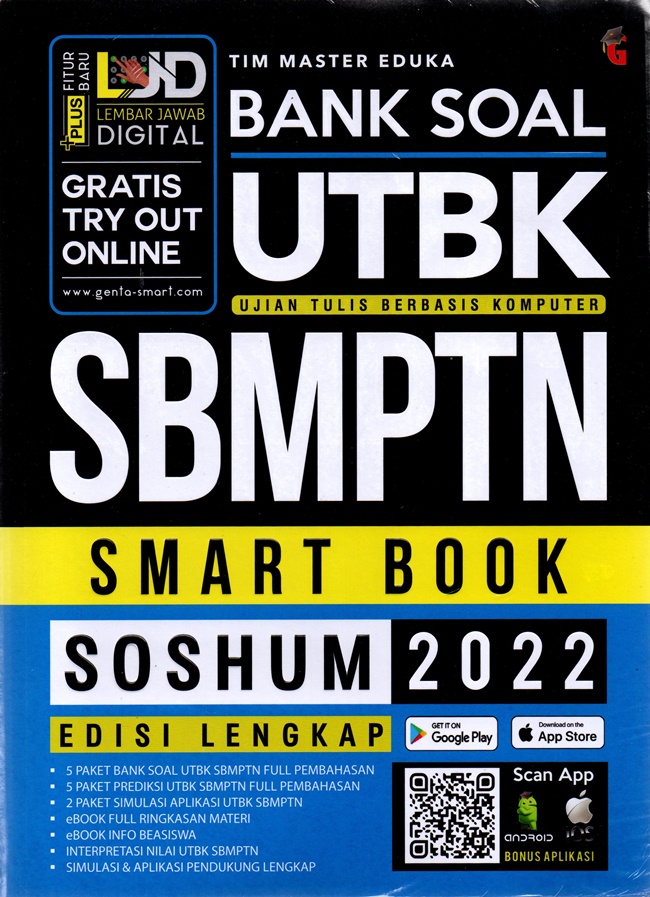 +PLUS
FITUR
BARU
LJD
LEMBAR JAWAB
DIGITAL
GRATIS
TRY OUT
ONLINE
www.genta-smart.com
G
TIM MASTER EDUKA
BANK SOAL
UTBK
UJIAN TULIS BERBASIS KOMPUTER
SBMPTN
SMART BOOK
SOSHUM 2022
EDISI LENGKAP
GET IT ON
Google Play
Download on the
App Store
5 PAKET BANK SOAL UTBK SBMPTN FULL PEMBAHASAN
5 PAKET PREDIKSI UTBK SBMPTN FULL PEMBAHASAN
2 PAKET SIMULASI APLIKASI UTBK SBMPTN
eBOOK FULL RINGKASAN MATERI
eBOOK INFO BEASISWA
INTERPRETASI NILAI UTBK SBMPTN
SIMULASI & APLIKASI PENDUKUNG LENGKAP
Scan App
ANDROID
iOS
BONUS APLIKASI